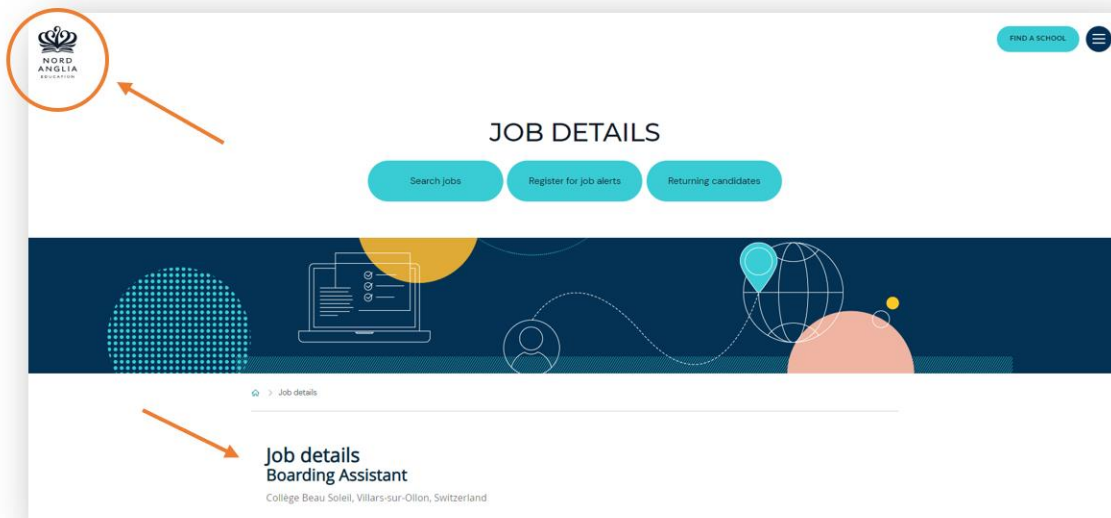 NORD
ANGLIA
EDUCATION
FIND A SCHOOL
JOB DETAILS
Search jobs
Register for job alerts
Returning candidates
Job details
Job details
Boarding Assistant
Collège Beau Soleil, Villars-sur-Ollon, Switzerland